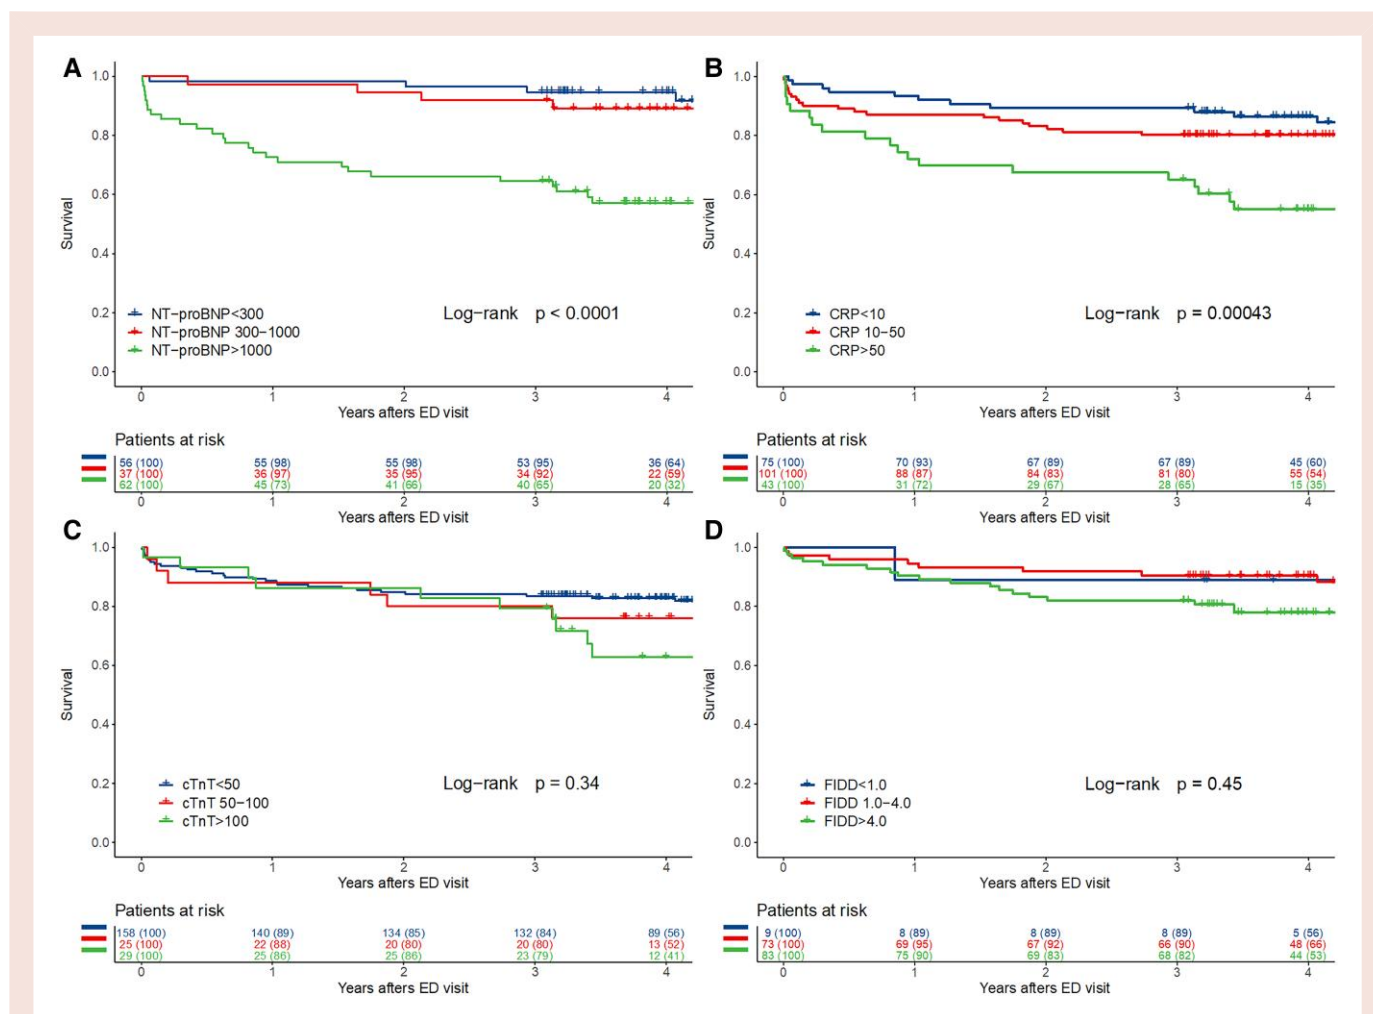 A
1.0
0.8
0.6
0.4
0.2
0.0
Survival
NT−proBNP<300
NT−proBNP 300−1000
NT−proBNP>1000
Log−rank p < 0.0001
0 1 2 3 4
Years afters ED visit
Patients at risk
56 (100) 55 (98) 55 (98) 53 (95) 36 (64)
37 (100) 36 (97) 35 (95) 34 (92) 22 (59)
62 (100) 45 (73) 41 (66) 40 (65) 20 (32)
0 1 2 3 4
Years afters ED visit
B
1.0
0.8
0.6
0.4
0.2
0.0
Survival
CRP<10
CRP 10−50
CRP>50
Log−rank p = 0.00043
0 1 2 3 4
Years afters ED visit
Patients at risk
75 (100) 70 (93) 67 (89) 67 (89) 45 (60)
101 (100) 88 (87) 84 (83) 81 (80) 55 (54)
43 (100) 31 (72) 29 (67) 28 (65) 15 (35)
0 1 2 3 4
Years afters ED visit
C
1.0
0.8
0.6
0.4
0.2
0.0
Survival
cTnT<50
cTnT 50−100
cTnT>100
Log−rank p = 0.34
0 1 2 3 4
Years afters ED visit
Patients at risk
158 (100) 140 (89) 134 (85) 132 (84) 89 (56)
25 (100) 22 (88) 20 (80) 20 (80) 13 (52)
29 (100) 25 (86) 25 (86) 23 (79) 12 (41)
0 1 2 3 4
Years afters ED visit
D
1.0
0.8
0.6
0.4
0.2
0.0
Survival
FIDD<1.0
FIDD 1.0−4.0
FIDD>4.0
Log−rank p = 0.45
0 1 2 3 4
Years afters ED visit
Patients at risk
9 (100) 8 (89) 8 (89) 8 (89) 5 (56)
73 (100) 69 (95) 67 (92) 66 (90) 48 (66)
83 (100) 75 (90) 69 (83) 68 (82) 44 (53)
0 1 2 3 4
Years afters ED visit